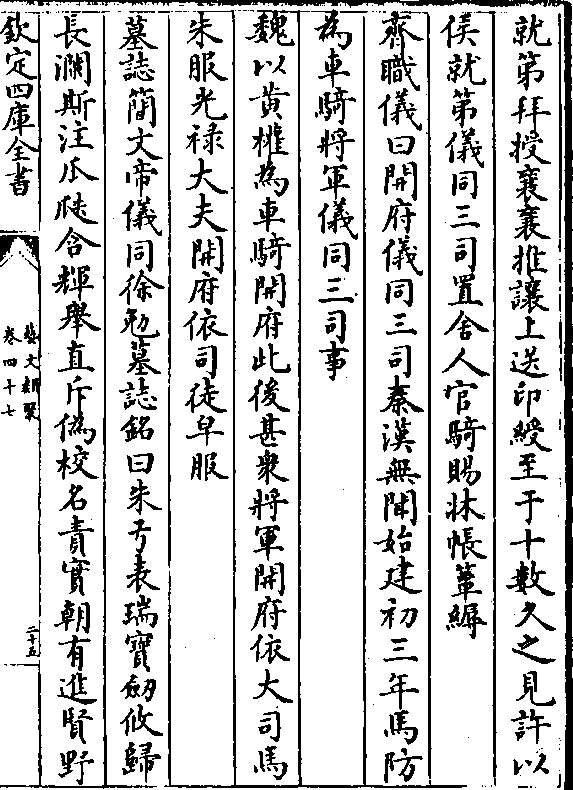 就第拜授襃襃推讓上送印綬至于十數久之見許以
侯就第儀同三司置舍人官騎賜牀帳簟縟
齊職儀曰開府儀同三司秦漢無聞始建初三年馬防
為車騎將軍儀同三司事
魏以黄權為車騎開府此後甚衆將軍開府依大司馬
朱服光禄大夫開府依司徒皁服
墓誌簡文帝儀同徐勉墓誌銘曰朱方表瑞寶劒攸歸
長瀾斯注瓜瓞含輝舉直斥偽校名責實朝有進賢野
欽定四庫全書
藝文類聚
卷四十七
二十五